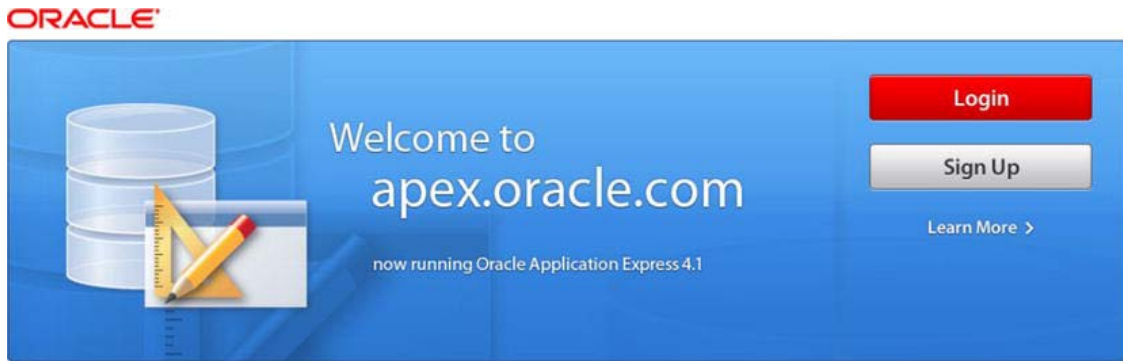 ORACLE
Welcome to
apex.oracle.com
now running Oracle Application Express 4.1
Login
Sign Up
Learn More >